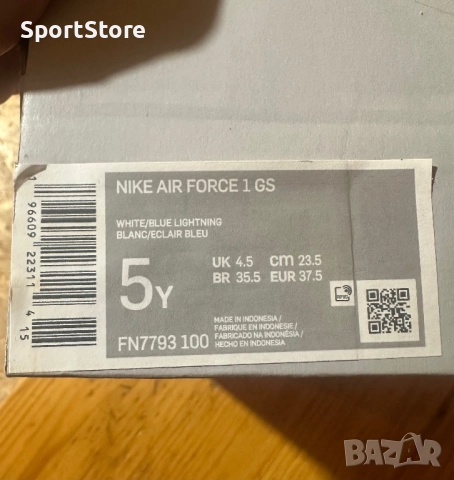 SportStore
NIKE AIR FORCE 1 GS
WHITE/BLUE LIGHTNING
BLANC/ECLAIR BLEU
5Y
UK 4.5 cm 23.5
BR 35.5 EUR 37.5
MADE IN INDONESIA/
FABRIQUE EN INDONESIE/
FABRICADO NA INDONÉSIA/
HECHO EN INDONESIA
FN7793 100
1 96609 22311 4 15
BAZAR